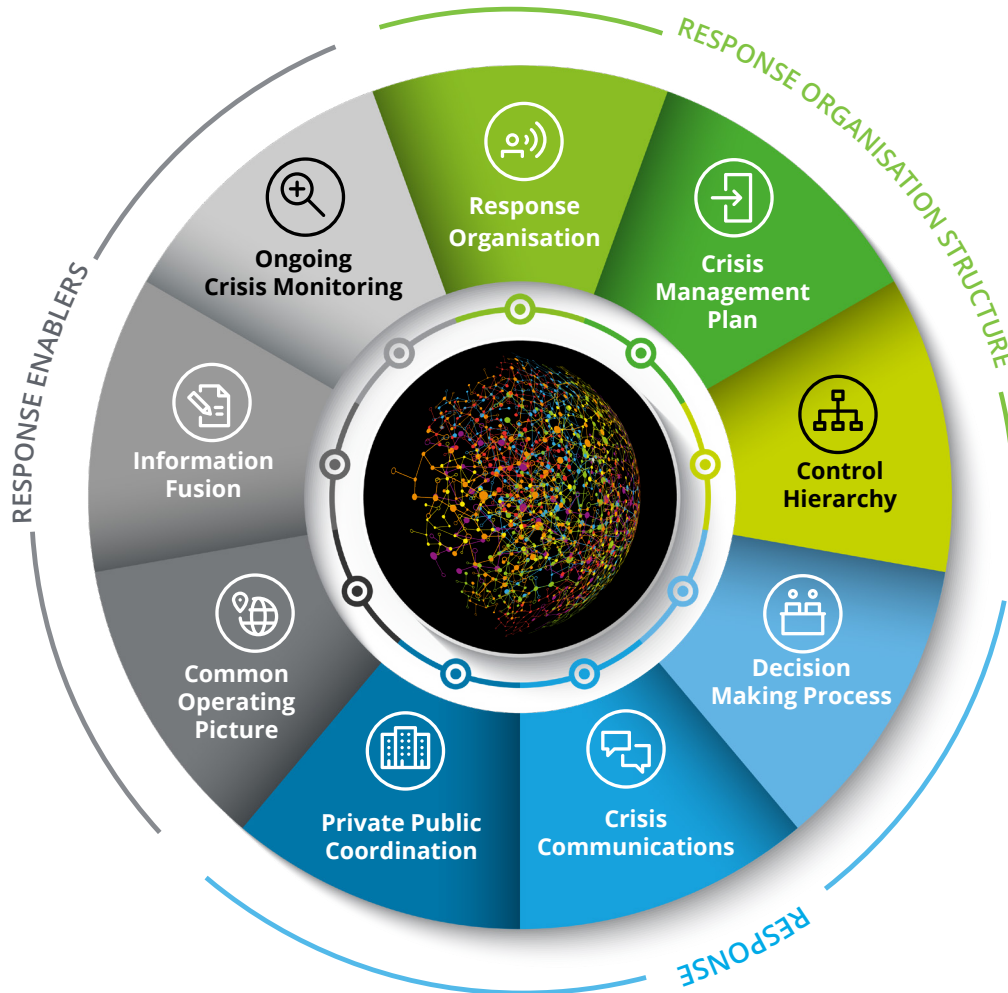 RESPONSE ORGANISATION STRUCTURE
Response
Organisation
Crisis
Management
Plan
Control
Hierarchy
RESPONSE
Decision
Making Process
Crisis
Communications
Private Public
Coordination
RESPONSE ENABLERS
Common
Operating
Picture
Information
Fusion
Ongoing
Crisis Monitoring